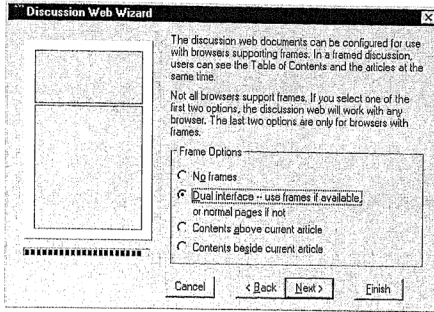 Discussion Web Wizard
The discussion web documents can be configured for use
with browsers supporting frames. In a framed discussion,
users can see the Table of Contents and the articles at the
same time.
Not all browsers support frames. If you select one of the
first two options, the discussion web will work with any
browser. The last two options are only for browsers with
frames.
Frame Options
No frames
Dual interface -- use frames if available,
or normal pages if not
Contents above current article
Contents beside current article
Cancel < Back Next > Finish